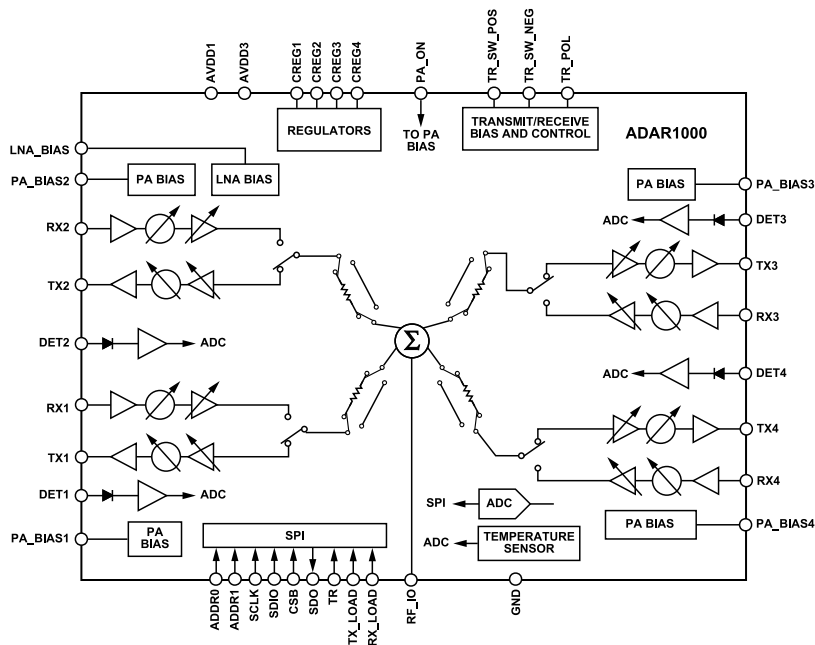 AVDD1
AVDD3
CREG1
CREG2
CREG3
CREG4
PA_ON
TR_SW_POS
TR_SW_NEG
TR_POL
REGULATORS
TO PA
BIAS
TRANSMIT/RECEIVE
BIAS AND CONTROL
ADAR1000
LNA_BIAS
PA_BIAS2
PA BIAS
LNA BIAS
PA BIAS
PA_BIAS3
RX2
ADC
DET3
TX2
TX3
DET2
ADC
RX3
Σ
ADC
DET4
RX1
TX1
TX4
DET1
ADC
RX4
SPI
ADC
PA_BIAS1
PA
BIAS
SPI
ADC
TEMPERATURE
SENSOR
PA BIAS
PA_BIAS4
ADDR0
ADDR1
SCLK
SDIO
CSB
SDO
TR
TX_LOAD
RX_LOAD
RF_IO
GND